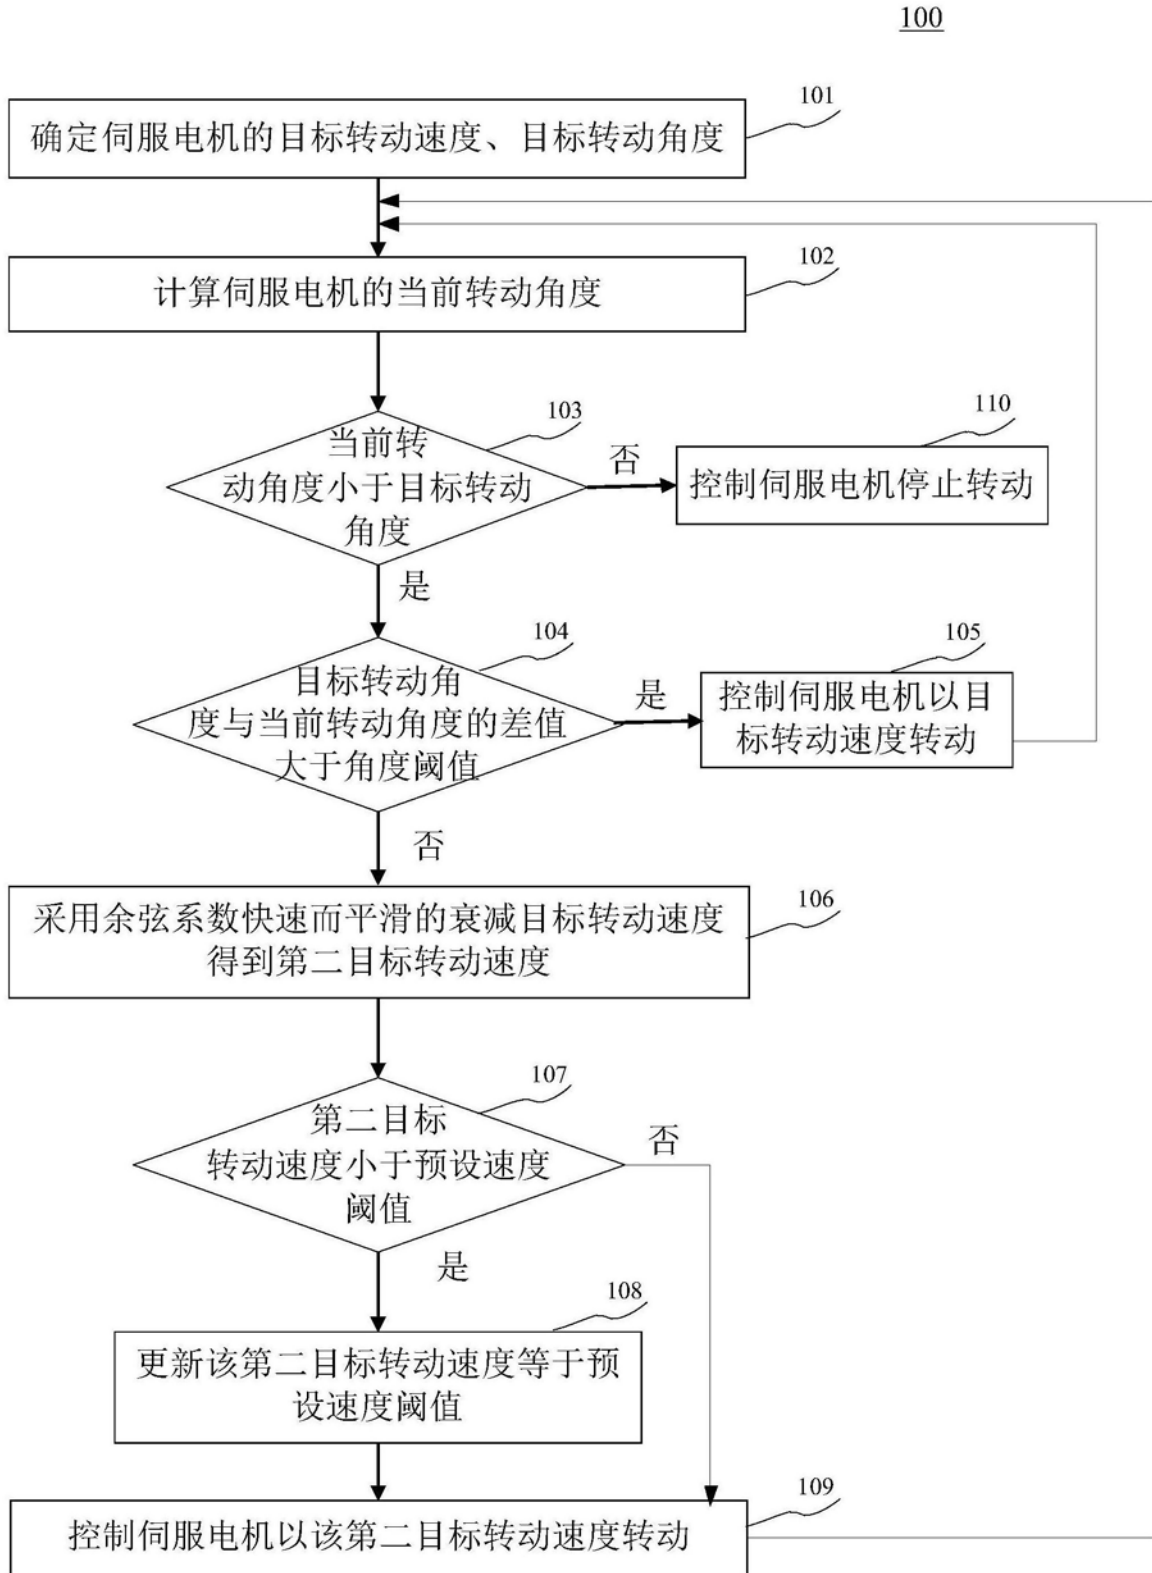 100
101
确定伺服电机的目标转动速度、目标转动角度
102
计算伺服电机的当前转动角度
103
当前转
动角度小于目标转动
角度
否
110
控制伺服电机停止转动
是
104
目标转动角
度与当前转动角度的差值
大于角度阈值
是
105
控制伺服电机以目
标转动速度转动
否
106
采用余弦系数快速而平滑的衰减目标转动速度
得到第二目标转动速度
107
第二目标
转动速度小于预设速度
阈值
否
是
108
更新该第二目标转动速度等于预
设速度阈值
109
控制伺服电机以该第二目标转动速度转动